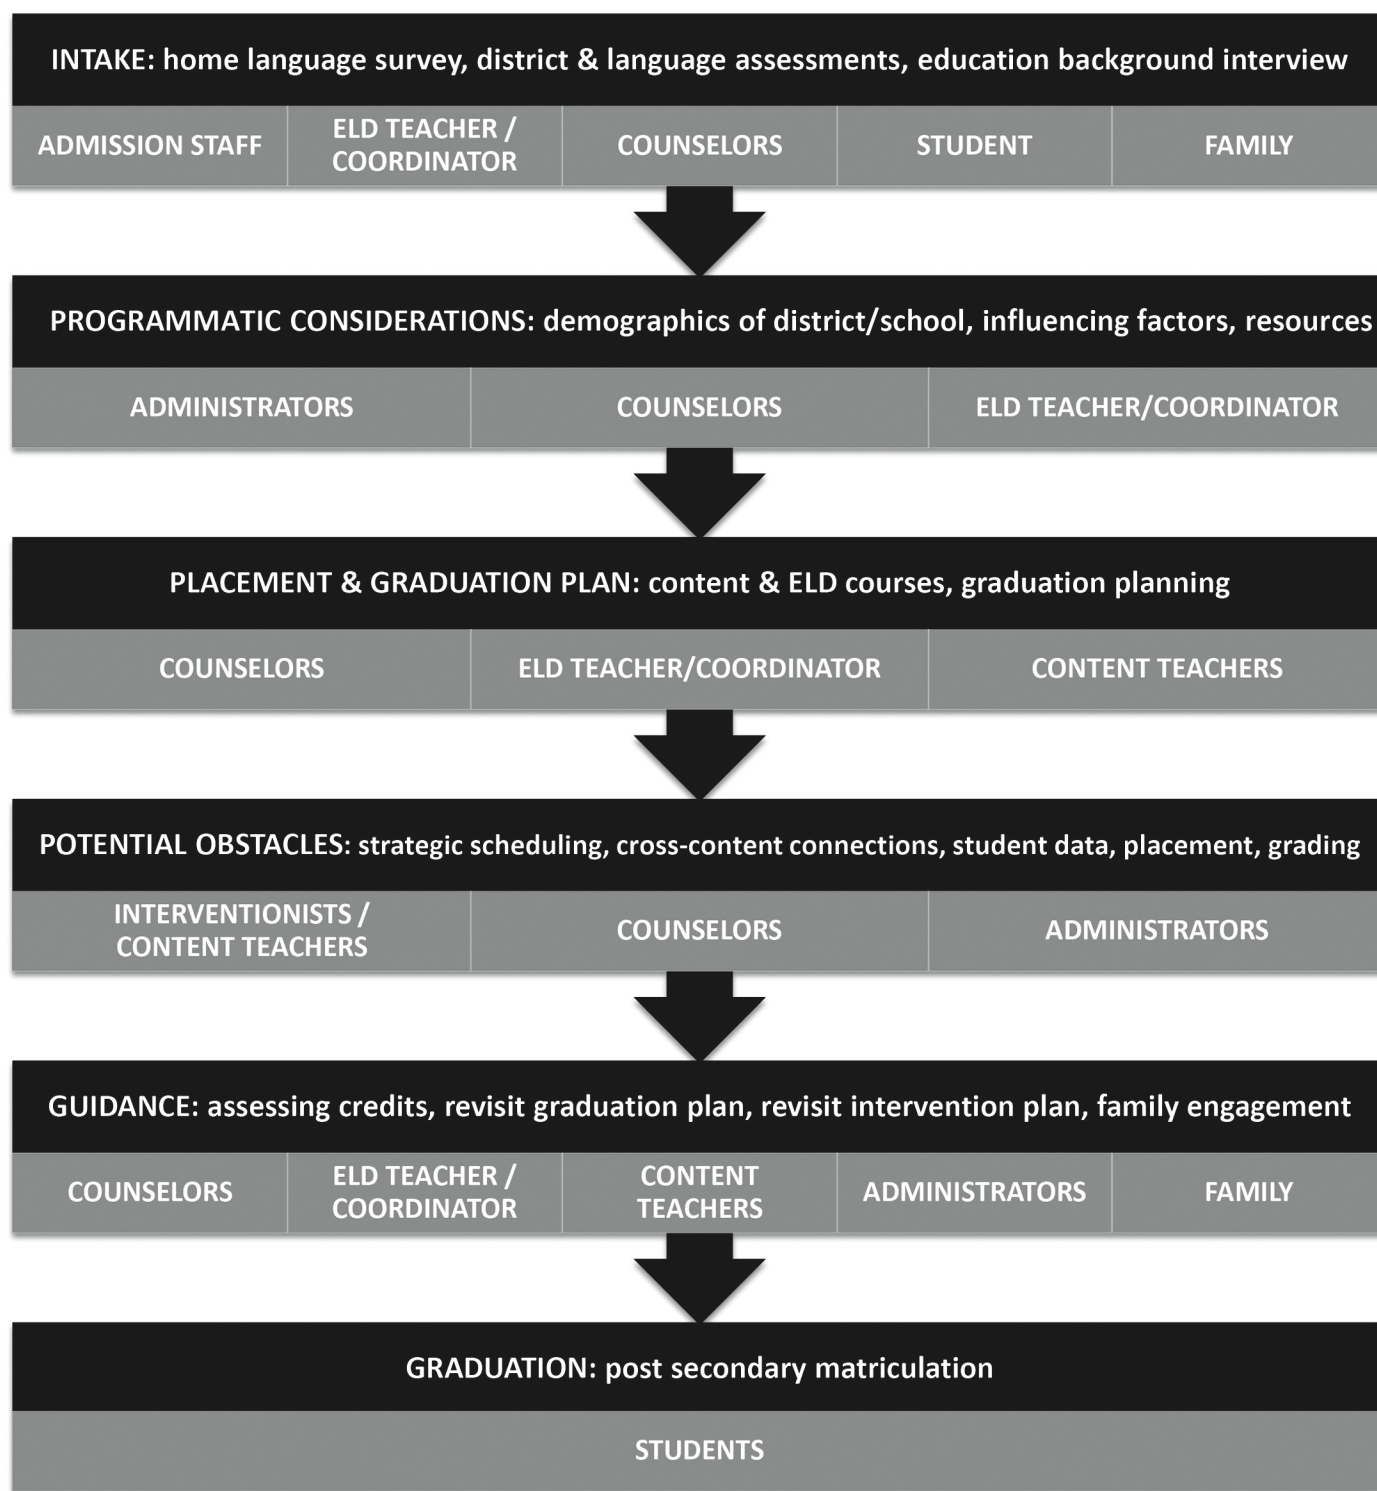 INTAKE: home language survey, district & language assessments, education background interview
ADMISSION STAFF
ELD TEACHER /
COORDINATOR
COUNSELORS
STUDENT
FAMILY
PROGRAMMATIC CONSIDERATIONS: demographics of district/school, influencing factors, resources
ADMINISTRATORS
COUNSELORS
ELD TEACHER/COORDINATOR
PLACEMENT & GRADUATION PLAN: content & ELD courses, graduation planning
COUNSELORS
ELD TEACHER/COORDINATOR
CONTENT TEACHERS
POTENTIAL OBSTACLES: strategic scheduling, cross-content connections, student data, placement, grading
INTERVENTIONISTS /
CONTENT TEACHERS
COUNSELORS
ADMINISTRATORS
GUIDANCE: assessing credits, revisit graduation plan, revisit intervention plan, family engagement
COUNSELORS
ELD TEACHER /
COORDINATOR
CONTENT
TEACHERS
ADMINISTRATORS
FAMILY
GRADUATION: post secondary matriculation
STUDENTS